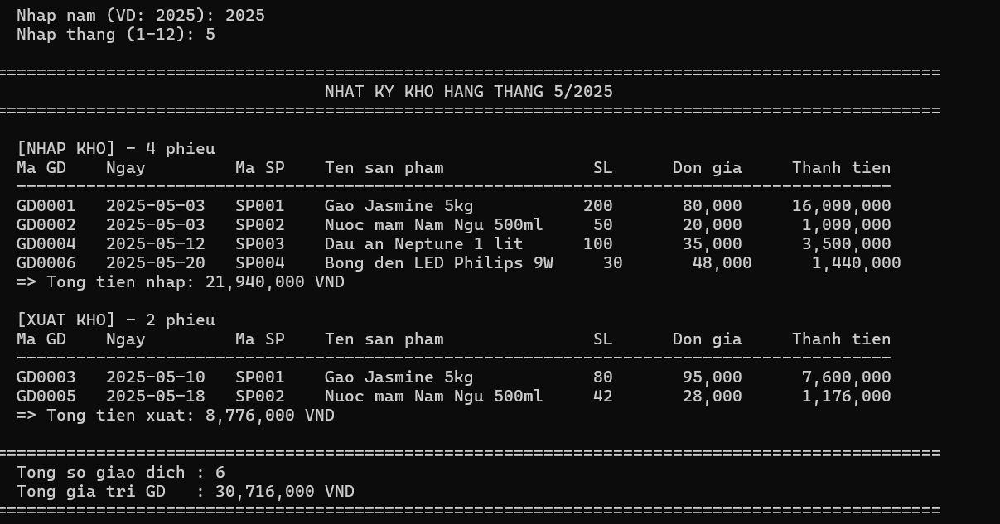 Nhap nam (VD: 2025): 2025
Nhap thang (1-12): 5
===============================================================================================
NHAT KY KHO HANG THANG 5/2025
===============================================================================================
[NHAP KHO] - 4 phieu
Ma GD    Ngay         Ma SP    Ten san pham               SL      Don gia     Thanh tien
----------------------------------------------------------------------------------------
GD0001   2025-05-03   SP001    Gao Jasmine 5kg           200       80,000     16,000,000
GD0002   2025-05-03   SP002    Nuoc mam Nam Ngu 500ml     50       20,000      1,000,000
GD0004   2025-05-12   SP003    Dau an Neptune 1 lit      100       35,000      3,500,000
GD0006   2025-05-20   SP004    Bong den LED Philips 9W     30       48,000      1,440,000
=> Tong tien nhap: 21,940,000 VND
[XUAT KHO] - 2 phieu
Ma GD    Ngay         Ma SP    Ten san pham               SL      Don gia     Thanh tien
----------------------------------------------------------------------------------------
GD0003   2025-05-10   SP001    Gao Jasmine 5kg            80       95,000      7,600,000
GD0005   2025-05-18   SP002    Nuoc mam Nam Ngu 500ml     42       28,000      1,176,000
=> Tong tien xuat: 8,776,000 VND
===============================================================================================
Tong so giao dich : 6
Tong gia tri GD   : 30,716,000 VND
===============================================================================================